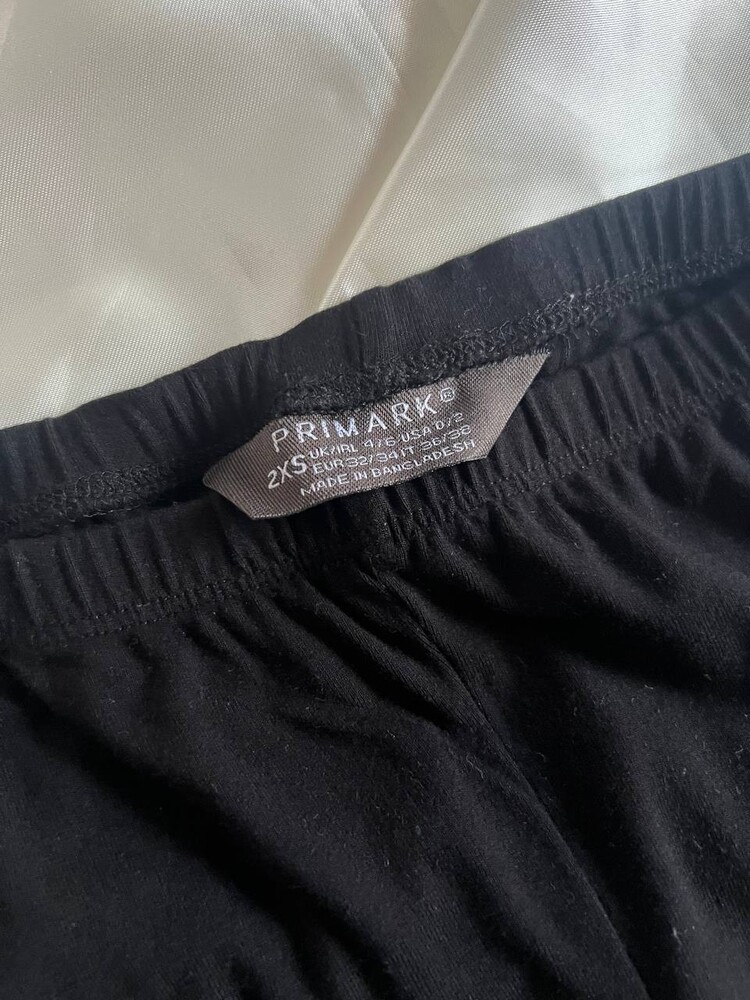 PRIMARK®
2XS UK/IRL 4/6 USA 0/2
EUR 32/34 IT 36/38
MADE IN BANGLADESH